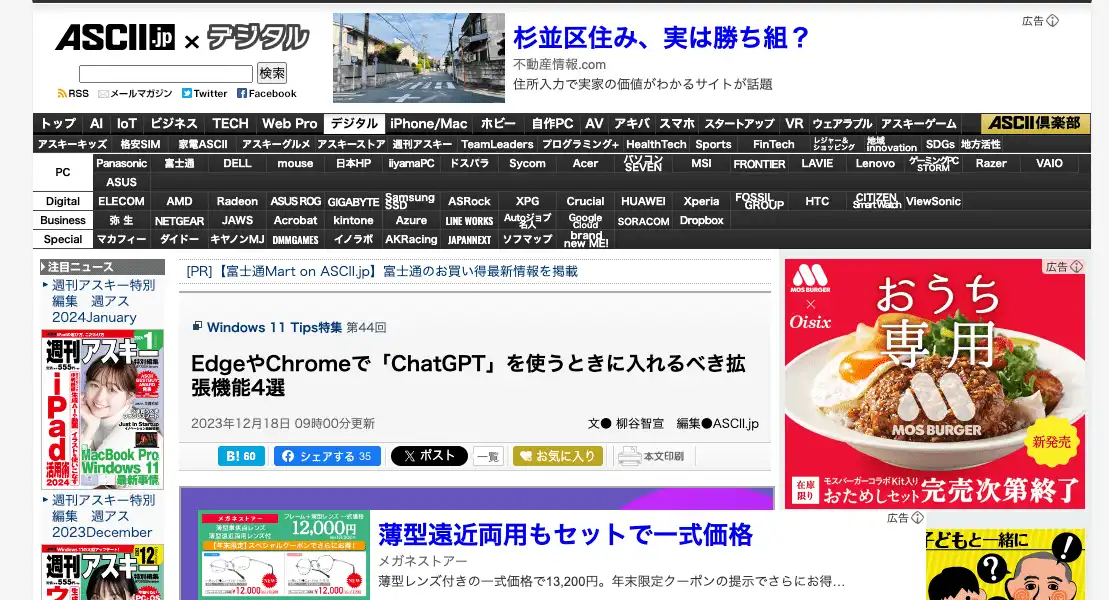 ASCII.jp × デジタル
検索
RSS メールマガジン Twitter Facebook
広告
杉並区住み、実は勝ち組？
不動産情報.com
住所入力で実家の価値がわかるサイトが話題
トップ AI IoT ビジネス TECH Web Pro デジタル iPhone/Mac ホビー 自作PC AV アキバ スマホ スタートアップ VR ウェアラブル アスキーゲーム ASCII倶楽部
アスキーキッズ 格安SIM 家電ASCII アスキーグルメ アスキーストア 週刊アスキー TeamLeaders プログラミング+ HealthTech Sports FinTech レジャー&ショッピング 地域innovation SDGs 地方活性
PC
Panasonic 富士通 DELL mouse 日本HP iiyamaPC ドスパラ Sycom Acer パソコンSEVEN MSI FRONTIER LAVIE Lenovo ゲーミングPC STORM Razer VAIO
ASUS
Digital ELECOM AMD Radeon ASUS ROG GIGABYTE Samsung SSD ASRock XPG Crucial HUAWEI Xperia FOSSIL GROUP HTC CITIZEN SmartWatch ViewSonic
Business 弥生 NETGEAR JAWS Acrobat kintone Azure LINE WORKS Autoジョブ名人 Google Cloud SORACOM Dropbox
Special マカフィー ダイドー キヤノンMJ DMMGAMES イノラボ AKRacing JAPANNEXT ソフマップ brand new ME!
注目ニュース
週刊アスキー特別
編集 週アス
2024January
週刊アスキー
iPad
活用術
2024
Just in Startup
MacBook Pro
Windows 11
最新事情
週刊アスキー特別
編集 週アス
2023December
週刊アスキー
12
[PR]【富士通Mart on ASCII.jp】富士通のお買い得最新情報を掲載
Windows 11 Tips特集 第44回
EdgeやChromeで「ChatGPT」を使うときに入れるべき拡
張機能4選
2023年12月18日 09時00分更新
文● 柳谷智宣 編集●ASCII.jp
B! 60 シェアする 35 ポスト 一覧 お気に入り 本文印刷
広告
MOS BURGER
×
Oisix
おうち
専用
MOS BURGER
新発売
在庫限り
モスバーガーコラボKit入り
おためしセット完売次第終了
広告
メガネストアー
フレーム+薄型レンズ 一式価格
12,000円
薄型遠近両用もセットで一式価格
メガネストアー
薄型レンズ付きの一式価格で13,200円。年末限定クーポンの提示でさらにお得…
子どもと一緒に
?
!